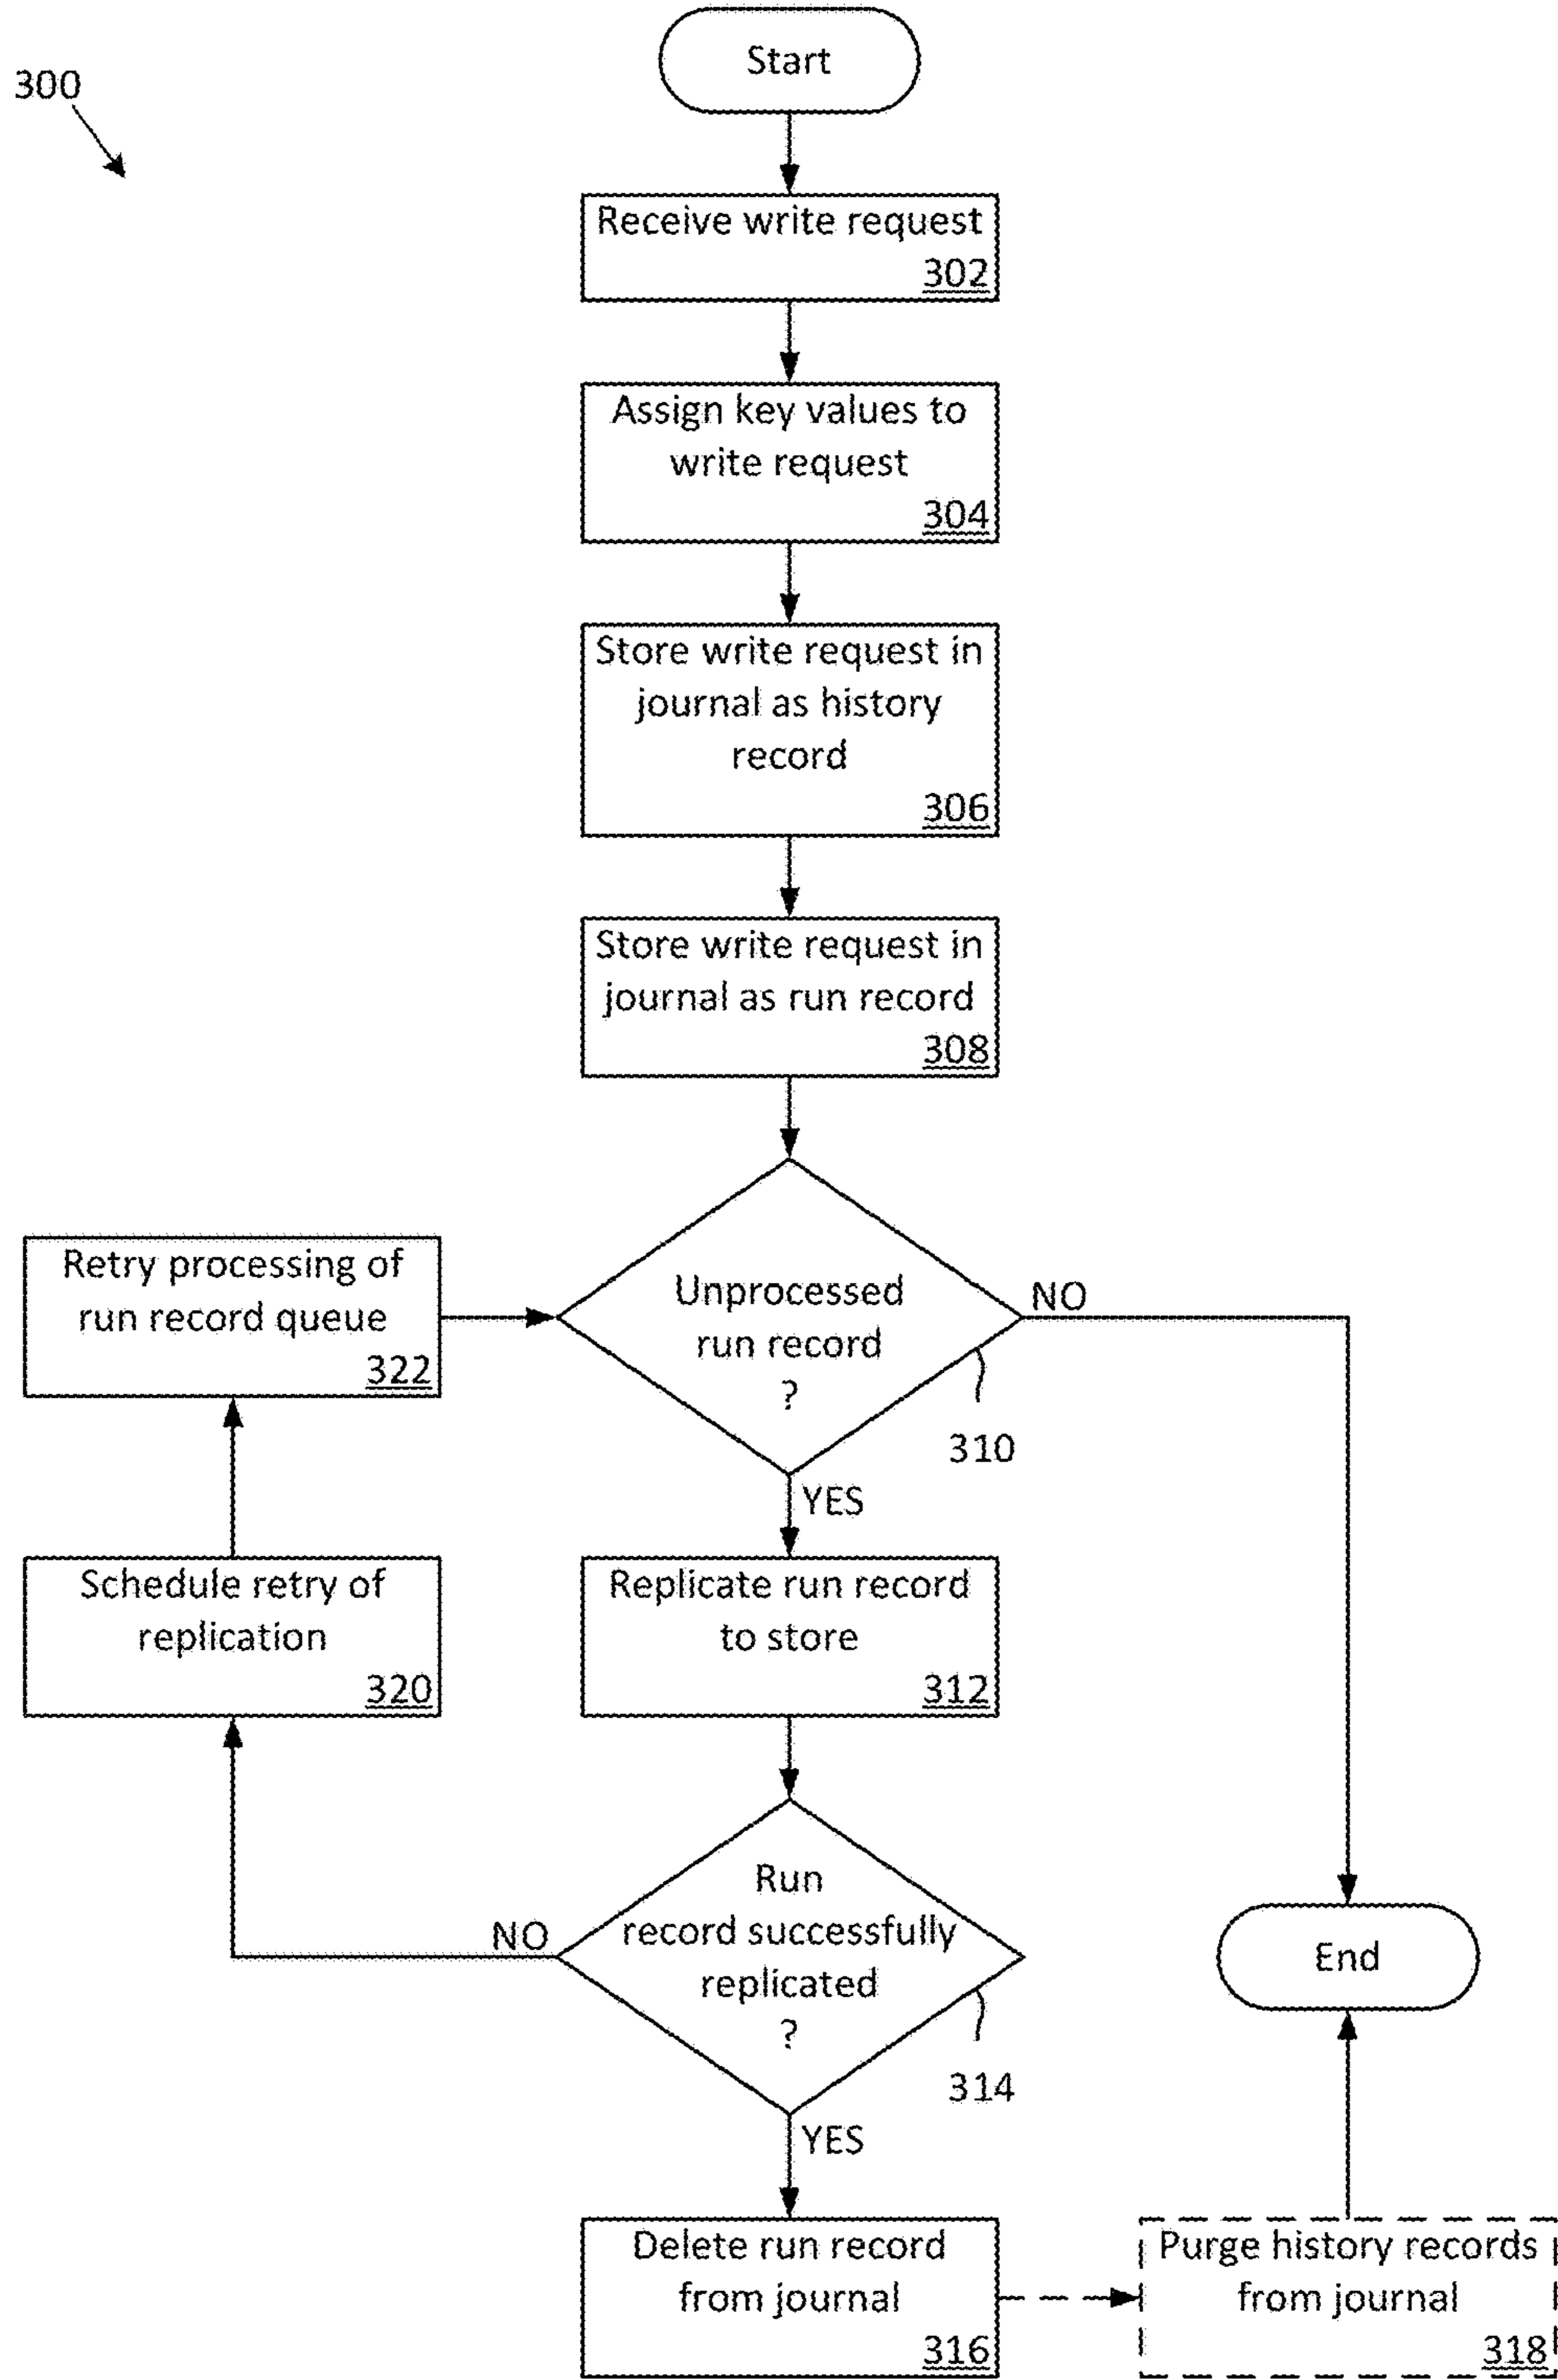 Start
300
Receive write request
302
Assign key values to
write request
304
Store write request in
journal as history
record
306
Store write request in
journal as run record
308
Retry processing of
run record queue
322
Unprocessed
run record
?
NO
310
YES
Schedule retry of
replication
320
Replicate run record
to store
312
Run
record successfully
replicated
?
NO
314
End
YES
Delete run record
from journal
316
Purge history records
from journal
318